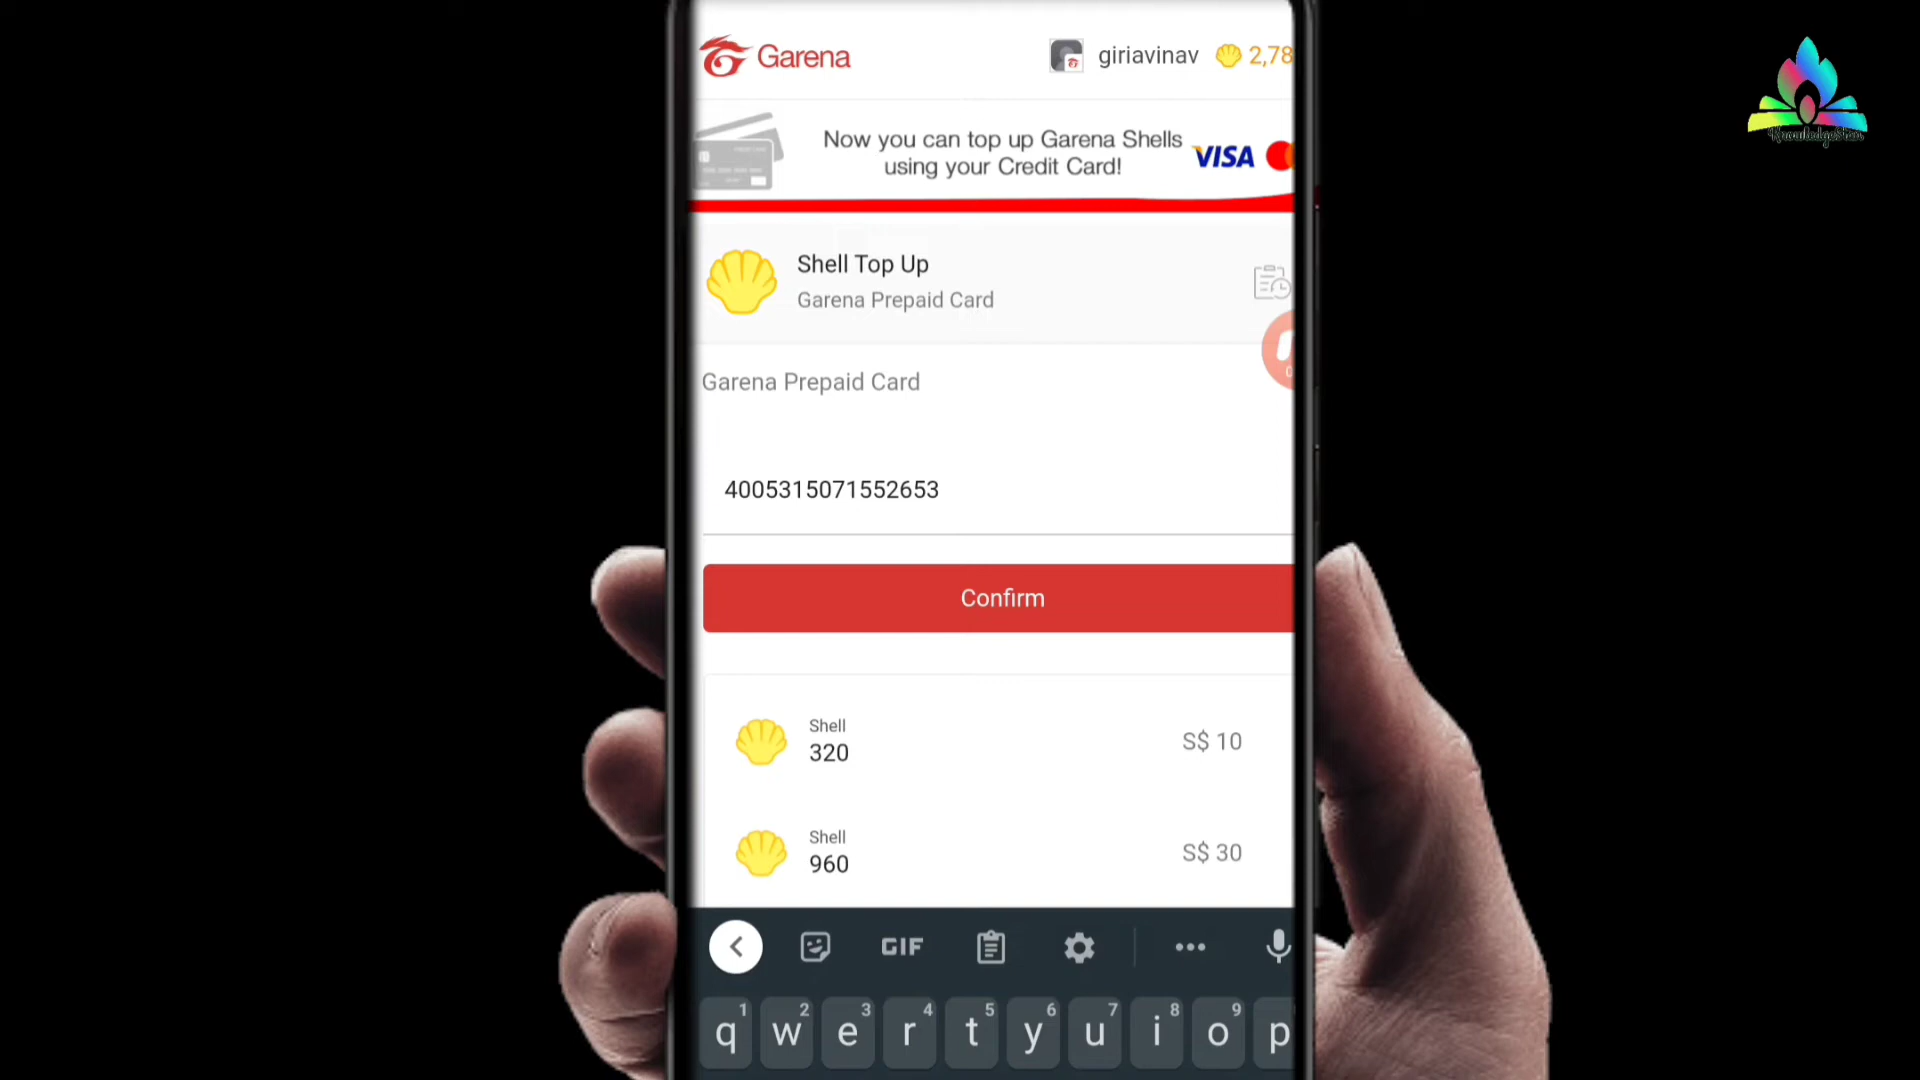 Garena
giriavinav
2,78
Now you can top up Garena Shells
using your Credit Card!
VISA
Shell Top Up
Garena Prepaid Card
Garena Prepaid Card
4005315071552653
Confirm
Shell
320
S$ 10
Shell
960
S$ 30
GIF
1 2 3 4 5 6 7 8 9
q w e r t y u i o p